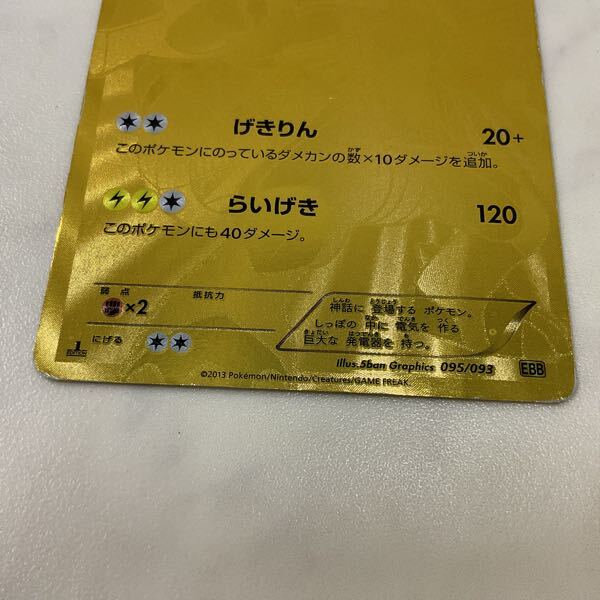 げきりん 20+
このポケモンにのっているダメカンの数×10ダメージを追加。
らいげき 120
このポケモンにも40ダメージ。
弱点 抵抗力
×2
神話に 登場する ポケモン。
しっぽの 中に 電気を 作る
巨大な 発電器を 持つ。
にげる
1 EDITION
Illus. 5ban Graphics 095/093 EBB
©2013 Pokémon/Nintendo/Creatures/GAME FREAK.